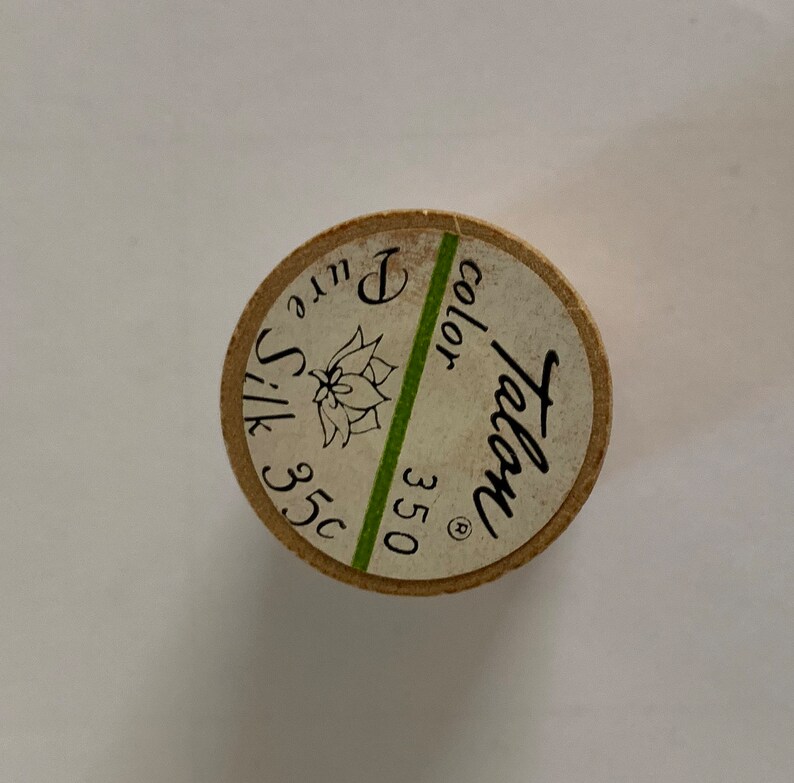 Talon ®
color 350
Pure Silk 35c